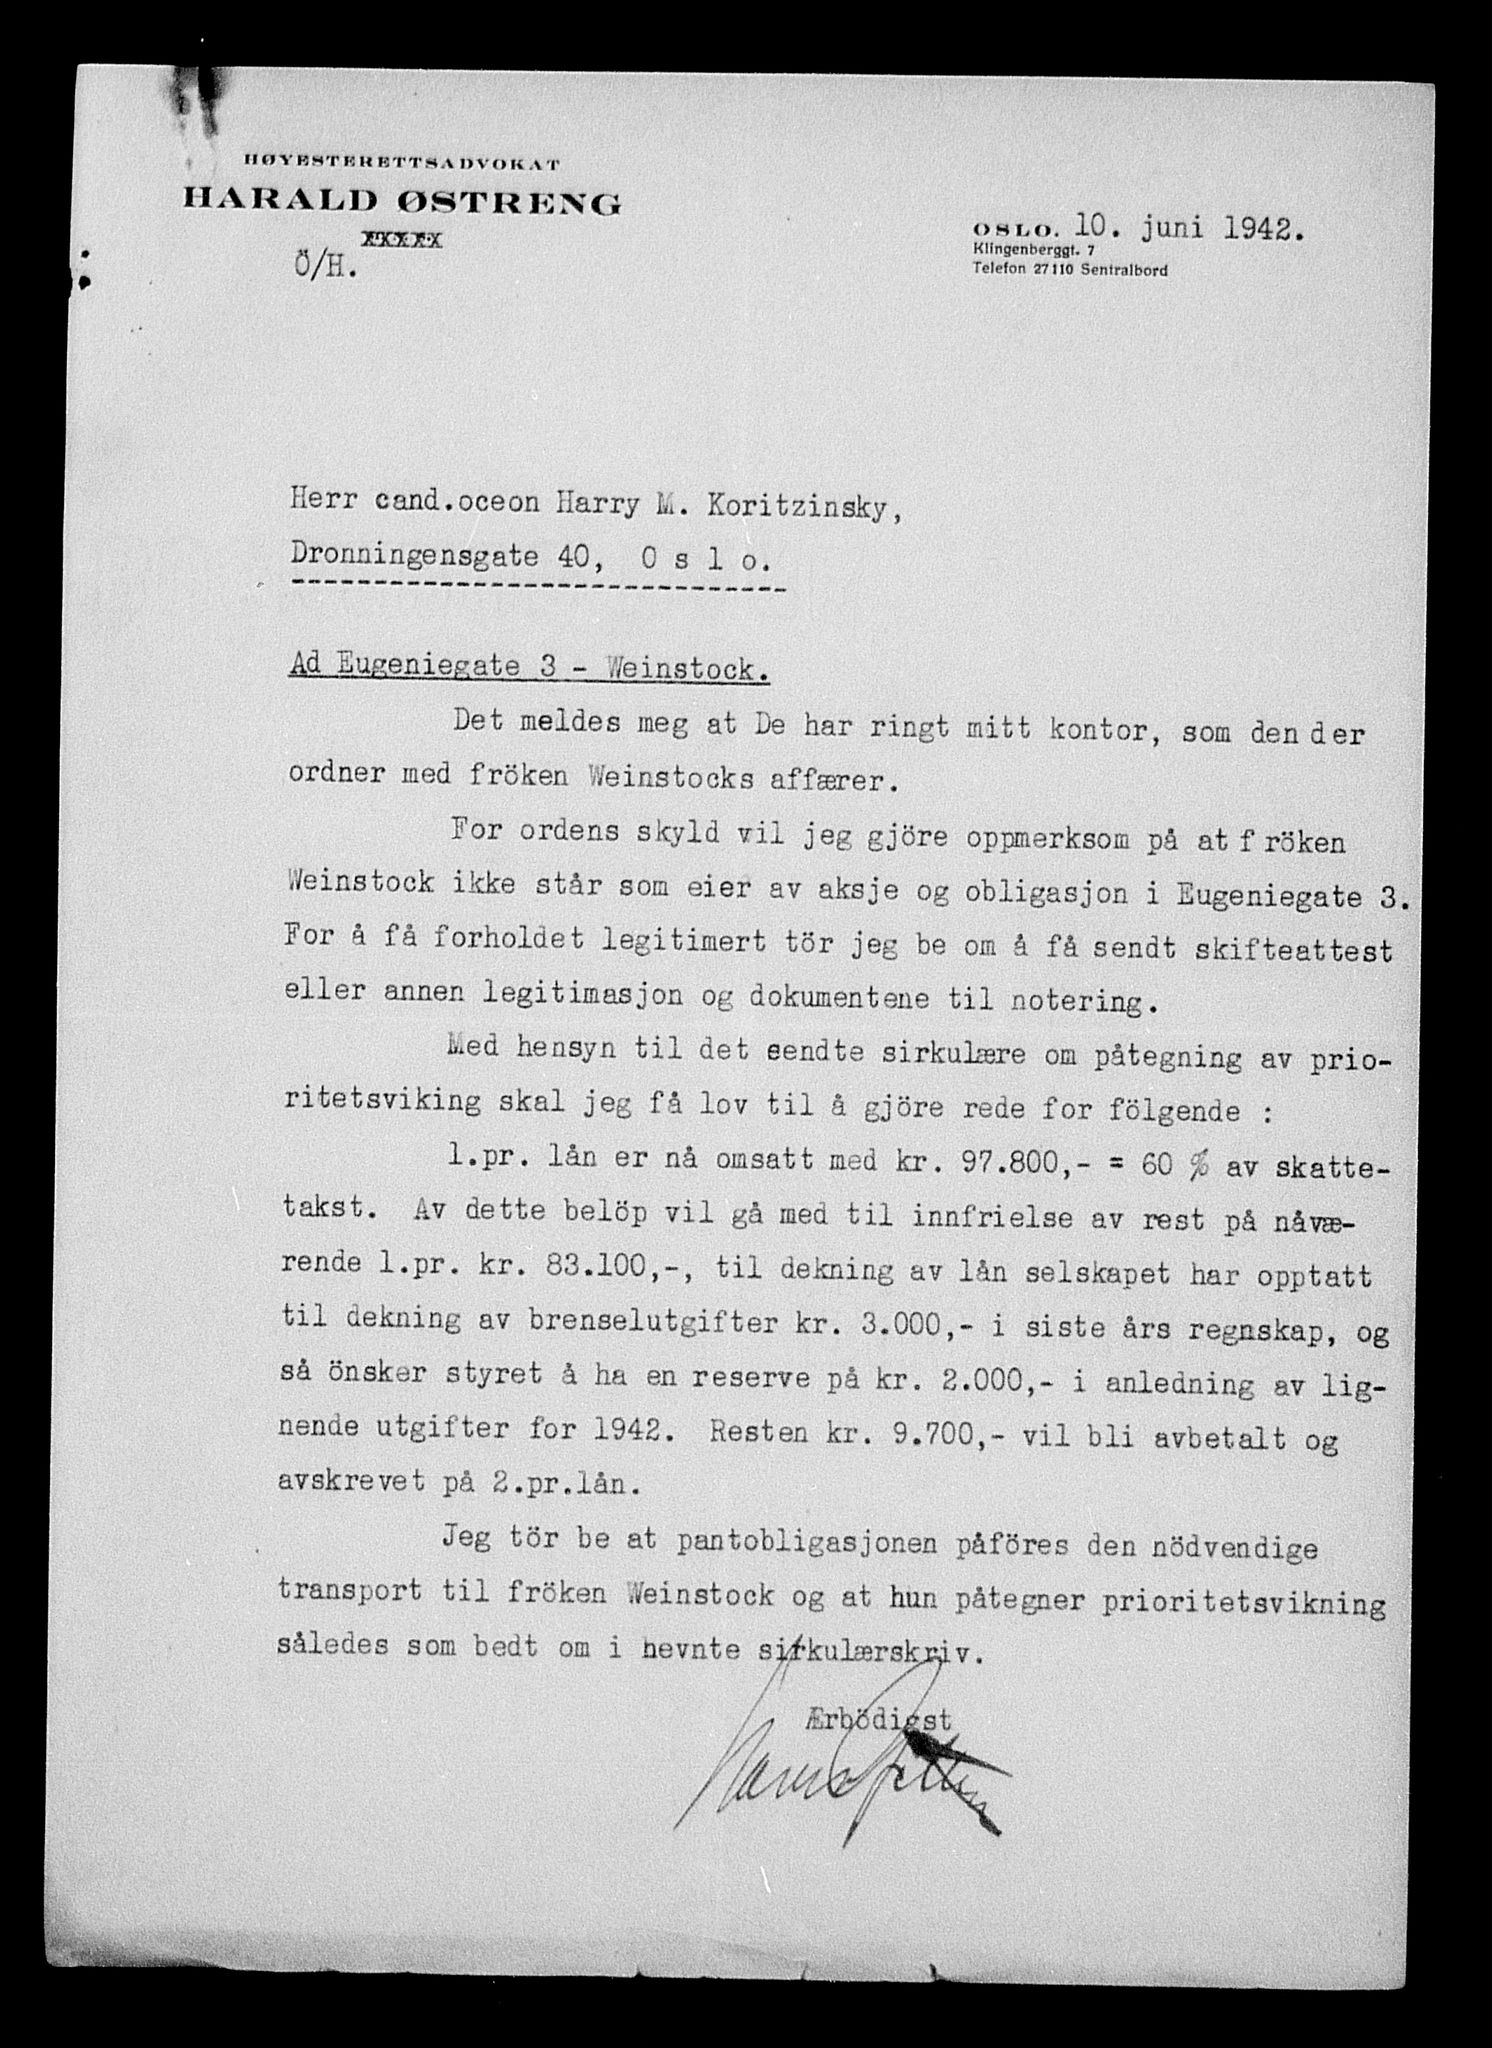 HØYESTERETTSADVOKAT
HARALD ØSTRENG
Ö/H.
OSLO. 10. juni 1942.
Klingenberggt. 7
Telefon 27110 Sentralbord
Herr cand.oceon Harry M. Koritzinsky,
Dronningensgate 40, O s l o.
Ad Eugeniegate 3 - Weinstock.
Det meldes meg at De har ringt mitt kontor, som den der
ordner med fröken Weinstocks affærer.
For ordens skyld vil jeg gjöre oppmerksom på at f röken
Weinstock ikke står som eier av aksje og obligasjon i Eugeniegate 3.
For å få forholdet legitimert tör jeg be om å få sendt skifteattest
eller annen legitimasjon og dokumentene til notering.
Med hensyn til det sendte sirkulære om påtegning av prio-
ritetsviking skal jeg få lov til å gjöre rede for fölgende :
1.pr. lån er nå omsatt med kr. 97.800,- = 60 % av skatte-
takst. Av dette belöp vil gå med til innfrielse av rest på nåvæ-
rende 1.pr. kr. 83.100,-, til dekning av lån selskapet har opptatt
til dekning av brenselutgifter kr. 3.000,- i siste års regnskap, og
så önsker styret å ha en reserve på kr. 2.000,- i anledning av lig-
nende utgifter for 1942. Resten kr. 9.700,- vil bli avbetalt og
avskrevet på 2.pr.lån.
Jeg tör be at pantobligasjonen påföres den nödvendige
transport til fröken Weinstock og at hun påtegner prioritetsvikning
således som bedt om i nevnte sirkulærskriv.
Ærbödigst